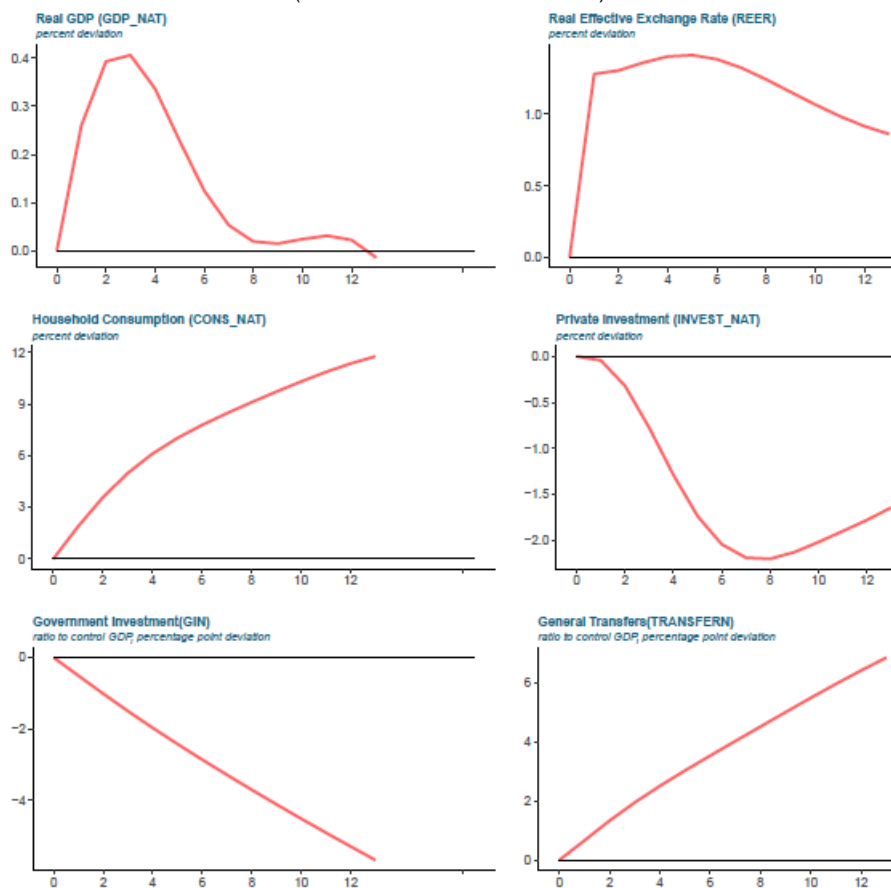 Real GDP (GDP_NAT)
percent deviation
0.4
0.3
0.2
0.1
0.0
0 2 4 6 8 10 12
Real Effective Exchange Rate (REER)
percent deviation
1.0
0.5
0.0
0 2 4 6 8 10 12
Household Consumption (CONS_NAT)
percent deviation
12
9
6
3
0
0 2 4 6 8 10 12
Private Investment (INVEST_NAT)
percent deviation
0.0
−0.5
−1.0
−1.5
−2.0
0 2 4 6 8 10 12
Government Investment(GIN)
ratio to control GDP, percentage point deviation
0
−2
−4
0 2 4 6 8 10 12
General Transfers(TRANSFERN)
ratio to control GDP, percentage point deviation
6
4
2
0
0 2 4 6 8 10 12